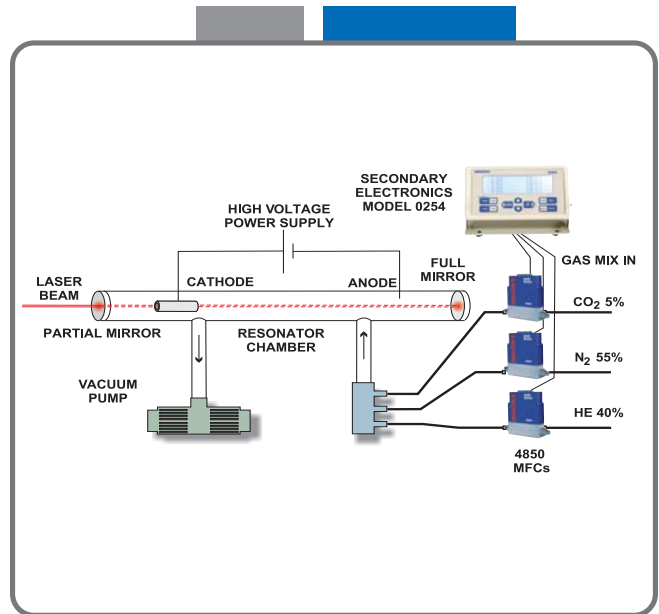 SECONDARY
ELECTRONICS
MODEL 0254
HIGH VOLTAGE
POWER SUPPLY
FULL
MIRROR
GAS MIX IN
LASER
BEAM
CATHODE
ANODE
CO₂ 5%
PARTIAL MIRROR
RESONATOR
CHAMBER
N₂ 55%
VACUUM
PUMP
HE 40%
4850
MFCs